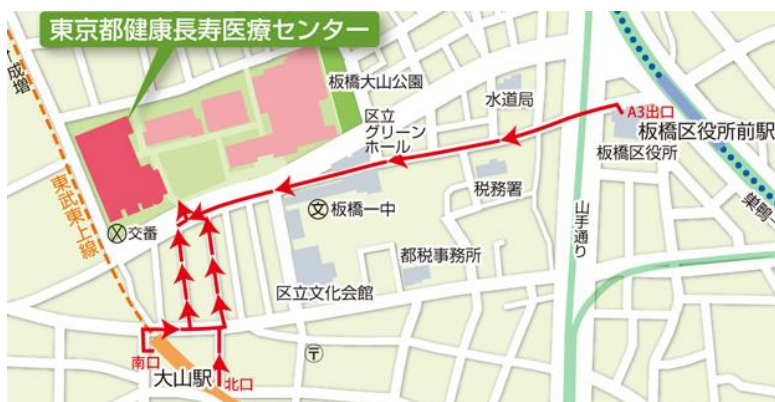 東京都健康長寿医療センター
成増
板橋大山公園
水道局
A3出口
区立
グリーン
ホール
板橋区役所前駅
板橋区役所
東武東上線
税務署
文 板橋一中
山手通り
巣鴨
交番
都税事務所
区立文化会館
〒
南口
大山駅
北口